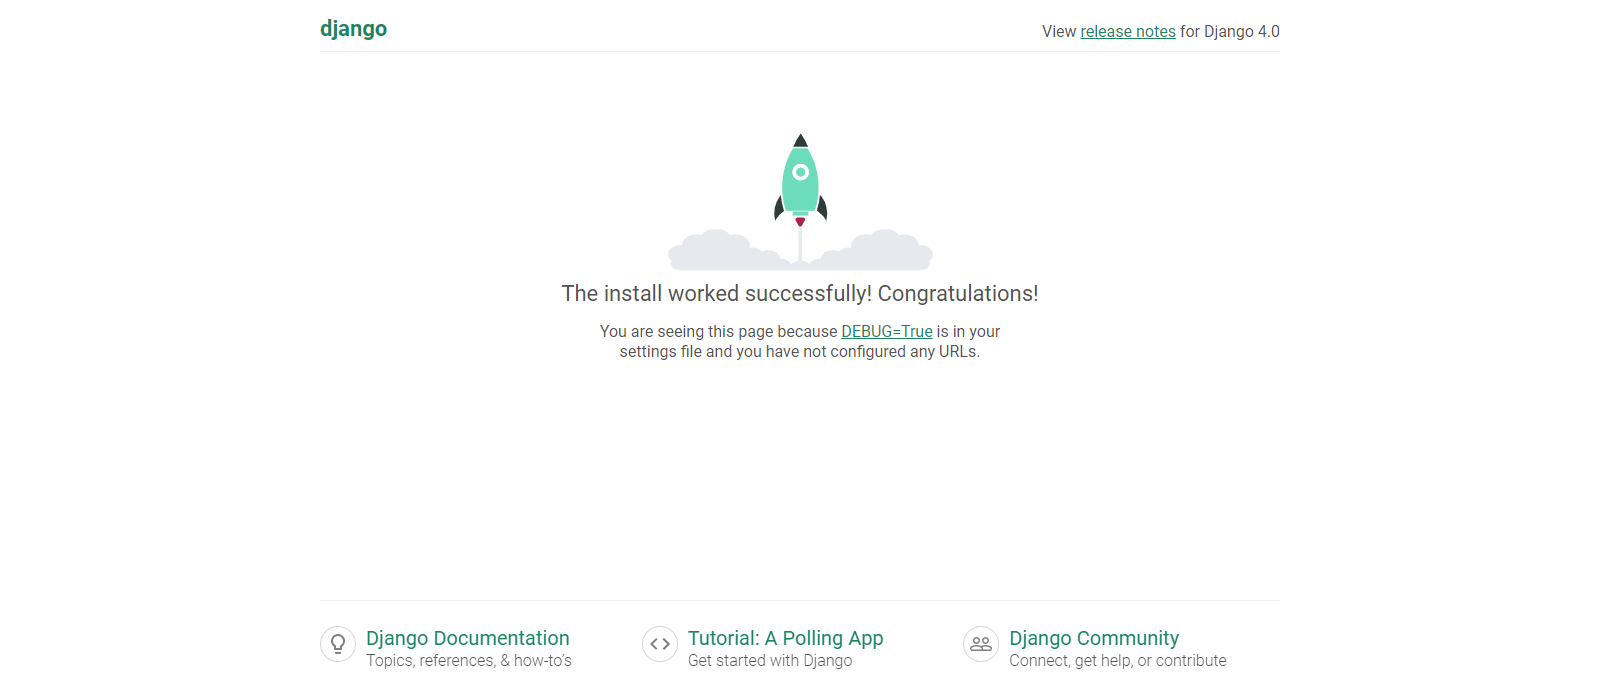 django
View release notes for Django 4.0
The install worked successfully! Congratulations!
You are seeing this page because DEBUG=True is in your
settings file and you have not configured any URLs.
Django Documentation
Topics, references, & how-to’s
Tutorial: A Polling App
Get started with Django
Django Community
Connect, get help, or contribute